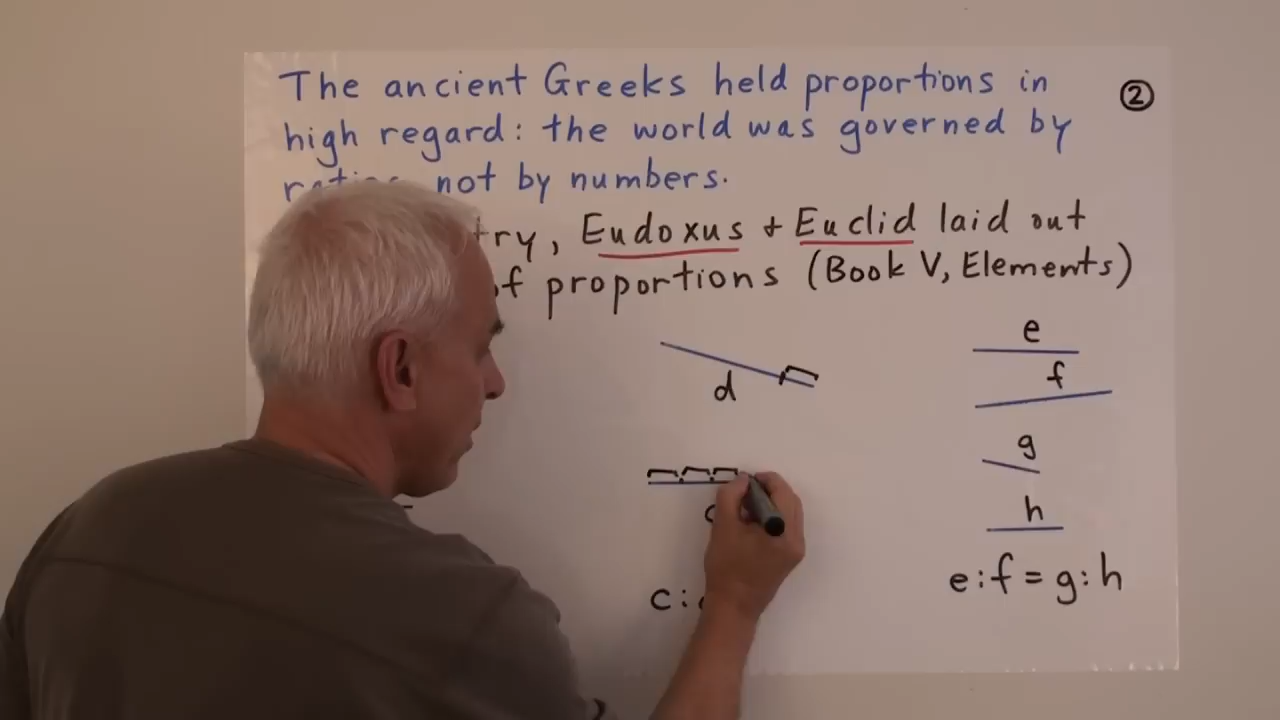 The ancient Greeks held proportions in
②
high regard: the world was governed by
not by numbers.
Eudoxus + Euclid laid out
of proportions (Book V, Elements)
e
d
f
g
h
c:
e:f = g:h